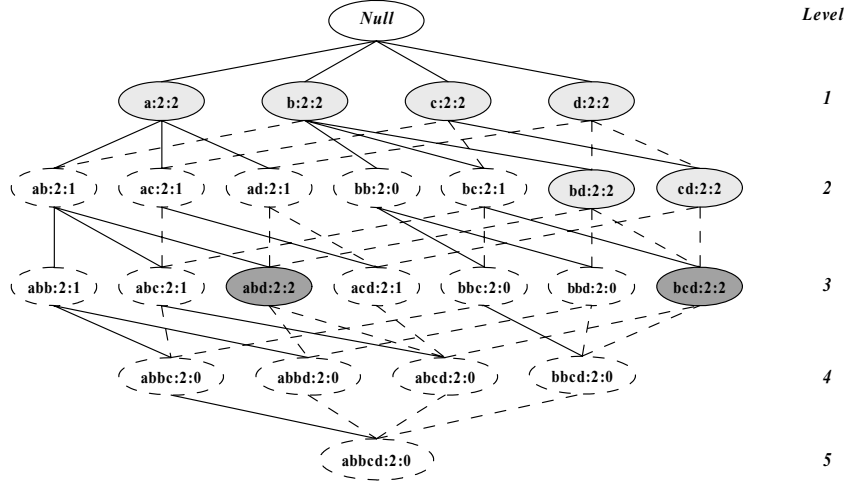 Null Level
a:2:2 b:2:2 c:2:2 d:2:2 1
ab:2:1 ac:2:1 ad:2:1 bb:2:0 bc:2:1 bd:2:2 cd:2:2 2
abb:2:1 abc:2:1 abd:2:2 acd:2:1 bbc:2:0 bbd:2:0 bcd:2:2 3
abbc:2:0 abbd:2:0 abcd:2:0 bbcd:2:0 4
abbcd:2:0 5